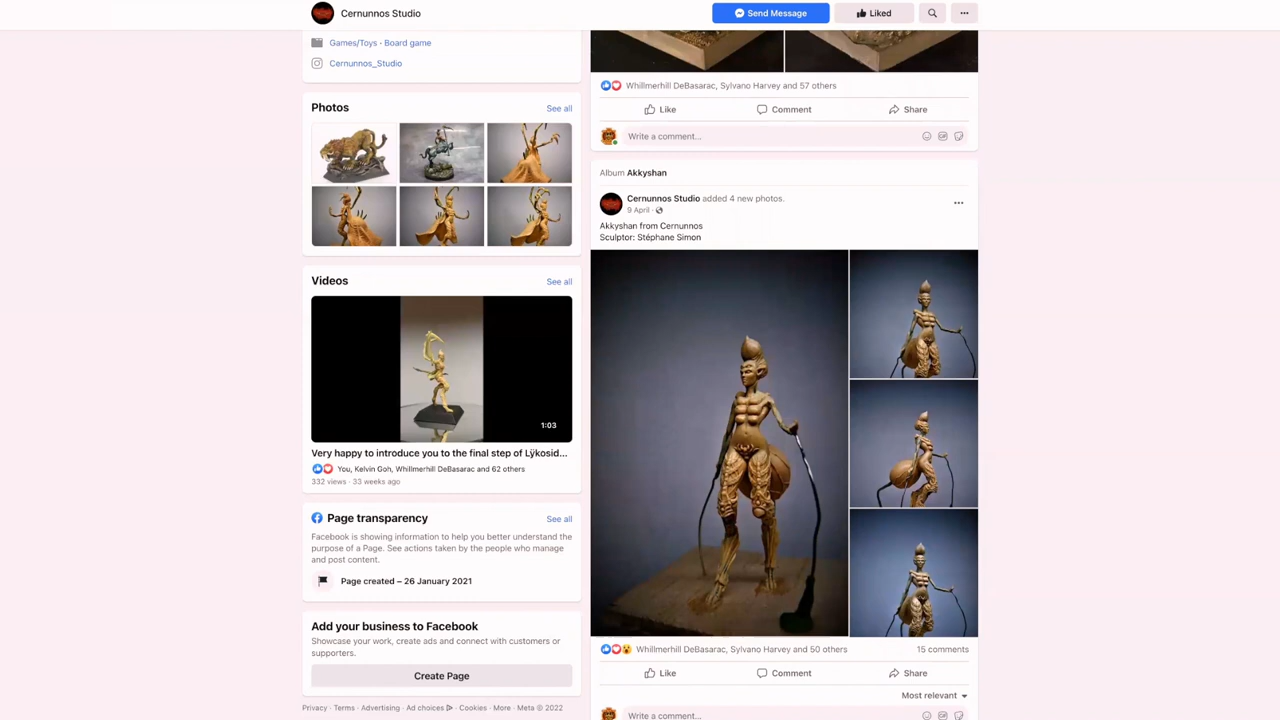 Cernunnos Studio
Send Message
Liked
Games/Toys · Board game
Cernunnos_Studio
Photos
See all
Videos
See all
1:03
Very happy to introduce you to the final step of Lÿkosid...
You, Kelvin Goh, Whillmerhill DeBasarac and 62 others
332 views · 33 weeks ago
Page transparency
See all
Facebook is showing information to help you better understand the
purpose of a Page. See actions taken by the people who manage
and post content.
Page created – 26 January 2021
Add your business to Facebook
Showcase your work, create ads and connect with customers or
supporters.
Create Page
Privacy · Terms · Advertising · Ad choices · Cookies · More · Meta © 2022
Whillmerhill DeBasarac, Sylvano Harvey and 57 others
Like
Comment
Share
Write a comment...
Album Akkyshan
Cernunnos Studio added 4 new photos.
9 April ·
Akkyshan from Cernunnos
Sculptor: Stéphane Simon
Whillmerhill DeBasarac, Sylvano Harvey and 50 others
15 comments
Like
Comment
Share
Most relevant
Write a comment...